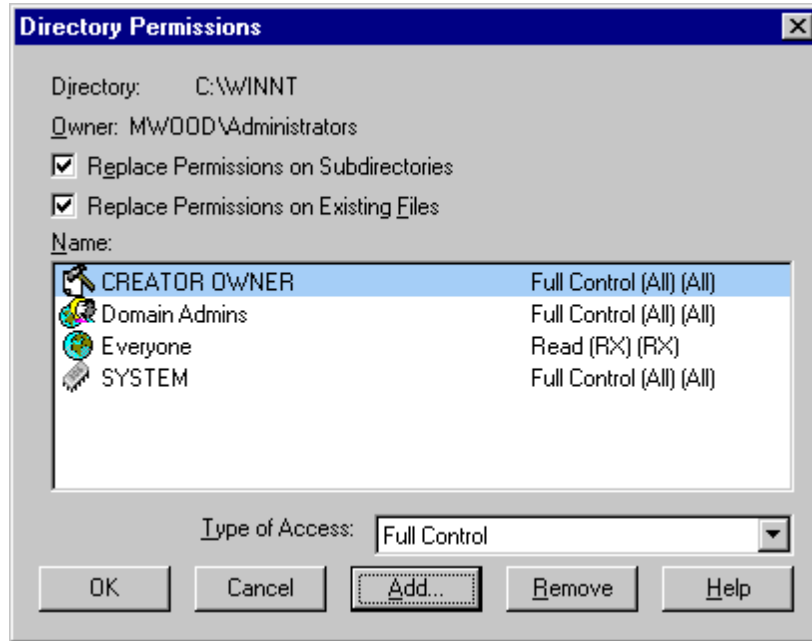 Directory Permissions
Directory: C:\WINNT
Owner: MWOOD\Administrators
Replace Permissions on Subdirectories
Replace Permissions on Existing Files
Name:
CREATOR OWNER Full Control (All) (All)
Domain Admins Full Control (All) (All)
Everyone Read (RX) (RX)
SYSTEM Full Control (All) (All)
Type of Access: Full Control
OK Cancel Add... Remove Help